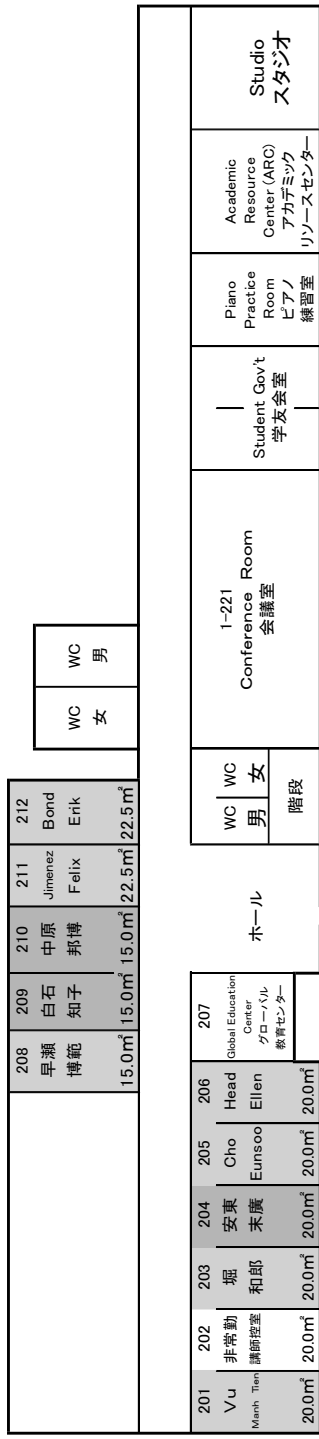 208
早瀬
博範
15.0㎡
209
白石
知子
15.0㎡
210
中原
邦博
15.0㎡
211
Jimenez
Felix
22.5㎡
212
Bond
Erik
22.5㎡
WC
女
WC
男
201
Vu
Manh Tien
20.0㎡
202
非常勤
講師控室
20.0㎡
203
堀
和郎
20.0㎡
204
安東
末廣
20.0㎡
205
Cho
Eunsoo
20.0㎡
206
Head
Ellen
20.0㎡
207
Global Education
Center
グローバル
教育センター
ホール
WC
男
WC
女
階段
1-221
Conference Room
会議室
Student Gov't
学友会室
Piano
Practice
Room
ピアノ
練習室
Academic
Resource
Center(ARC)
アカデミック
リソースセンター
Studio
スタジオ